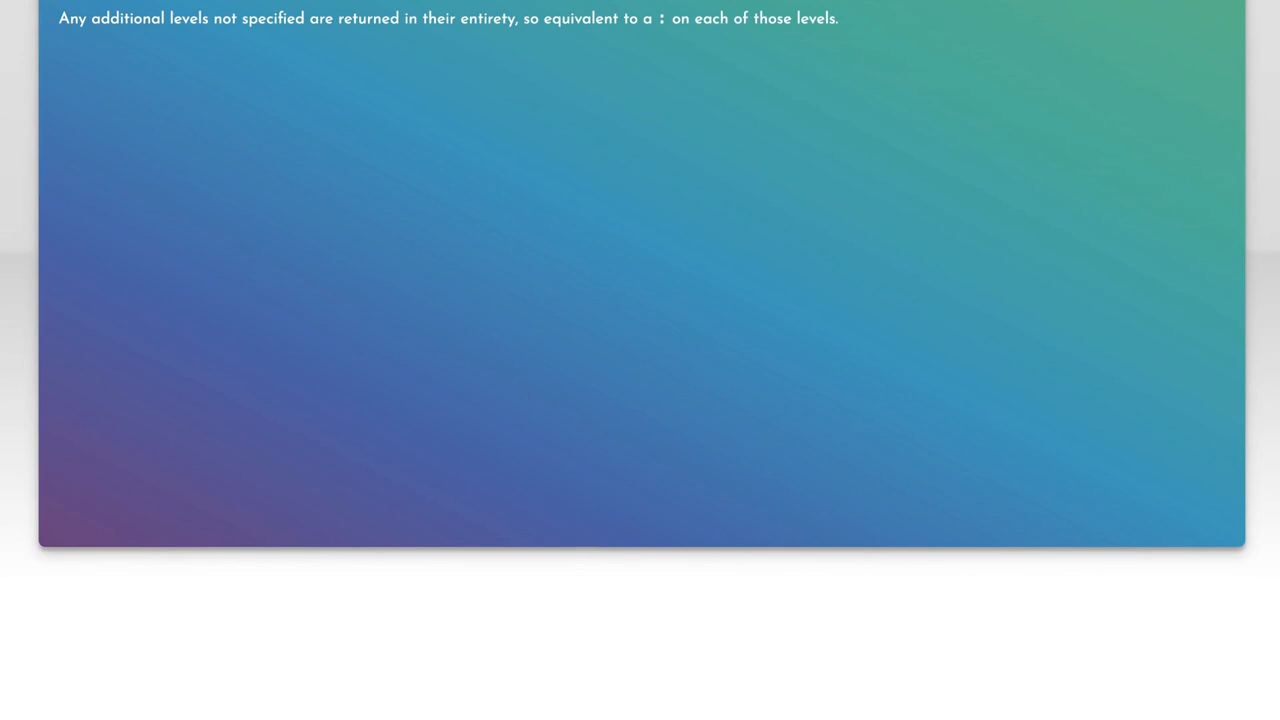 Any additional levels not specified are returned in their entirety, so equivalent to a : on each of those levels.